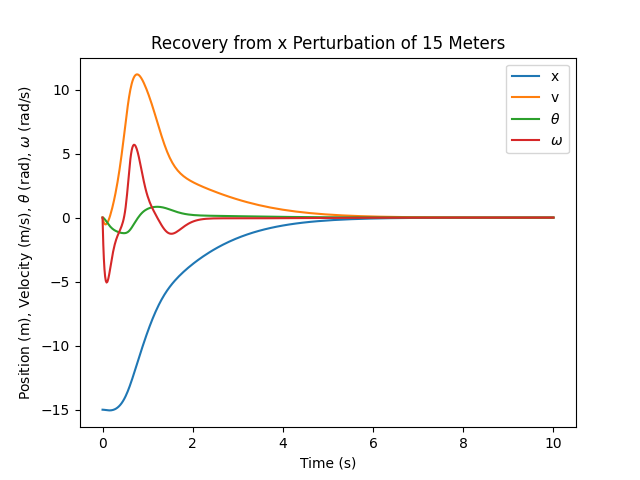 Recovery from x Perturbation of 15 Meters
Position (m), Velocity (m/s), θ (rad), ω (rad/s)
10
5
0
−5
−10
−15
x
v
θ
ω
0
2
4
6
8
10
Time (s)